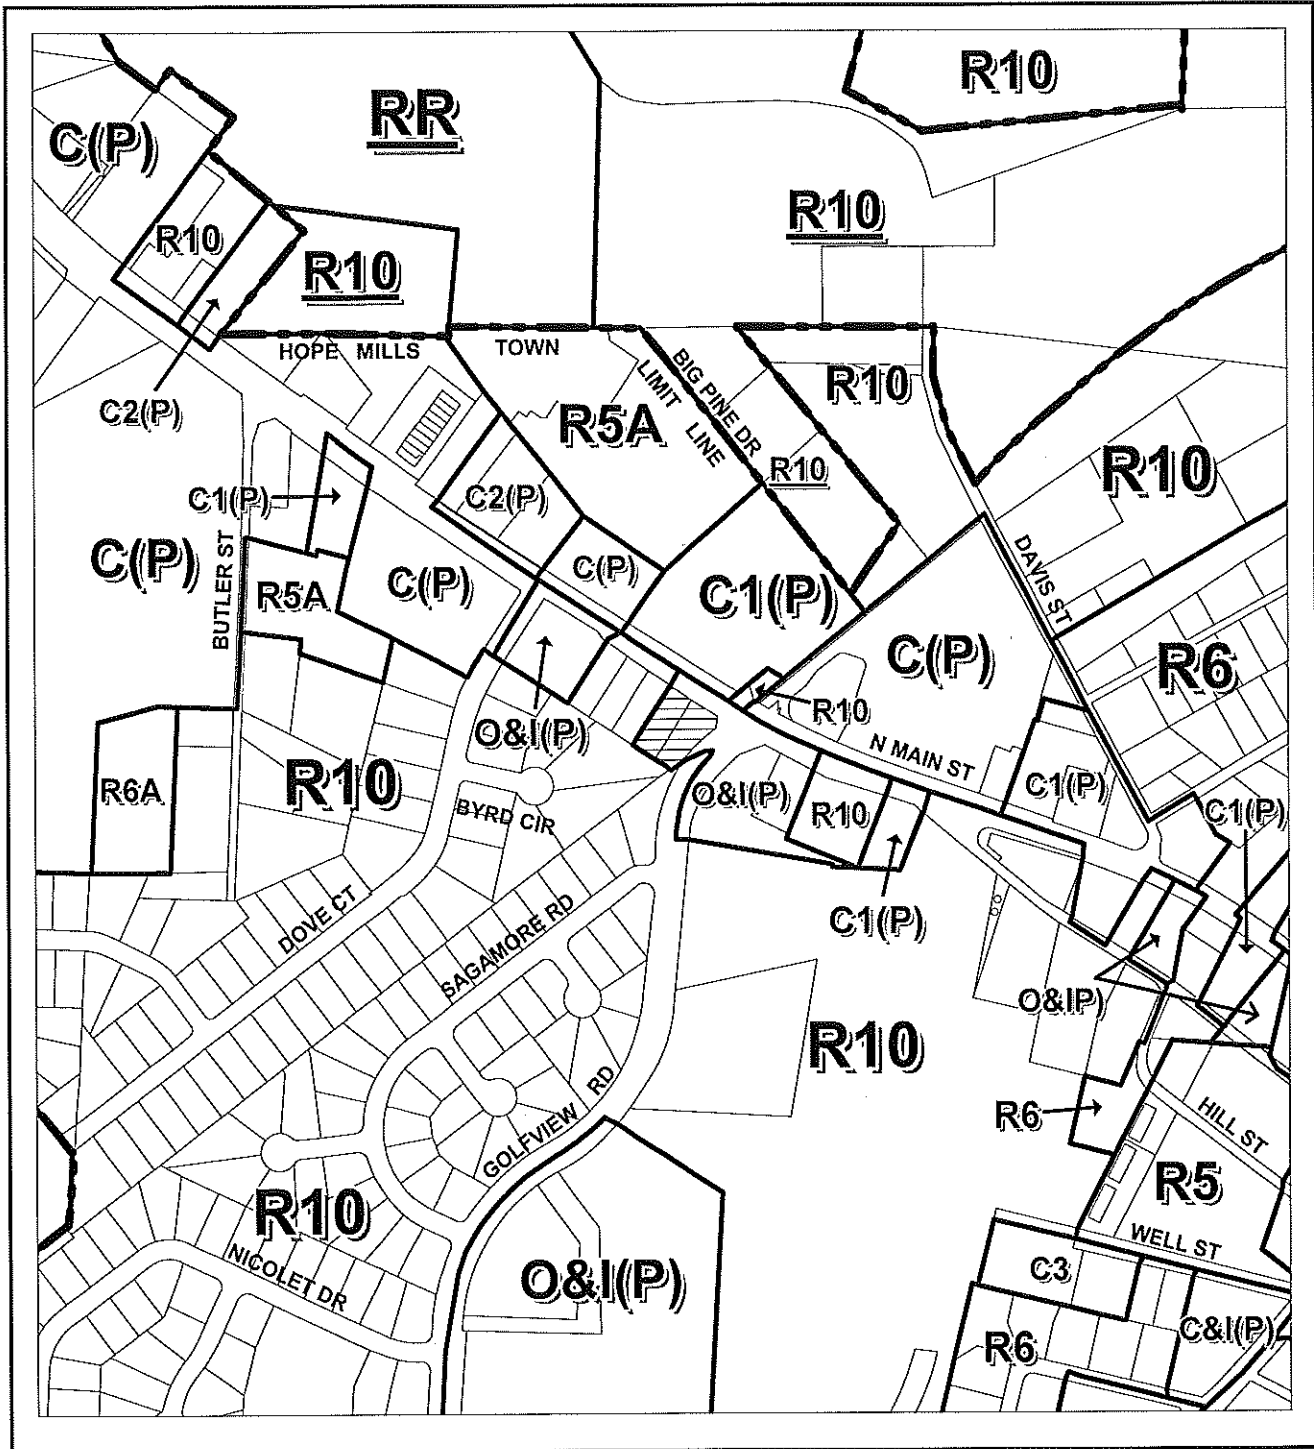 R10
RR
C(P)
R10
R10
R10
HOPE MILLS TOWN
LIMIT LINE
BIG PINE DR
R10
C2(P)
R5A
R10
R10
C1(P)
C2(P)
DAVIS ST
C(P)
BUTLER ST
C(P)
C(P)
R5A
C1(P)
C(P)
R6
R10
O&I(P)
N MAIN ST
R10
R6A
O&I(P)
R10
C1(P)
C1(P)
BYRD CIR
C1(P)
DOVE CT
SAGAMORE RD
O&IP)
R10
GOLFVIEW RD
R6
HILL ST
R5
R10
WELL ST
NICOLET DR
O&I(P)
C3
C&I(P)
R6